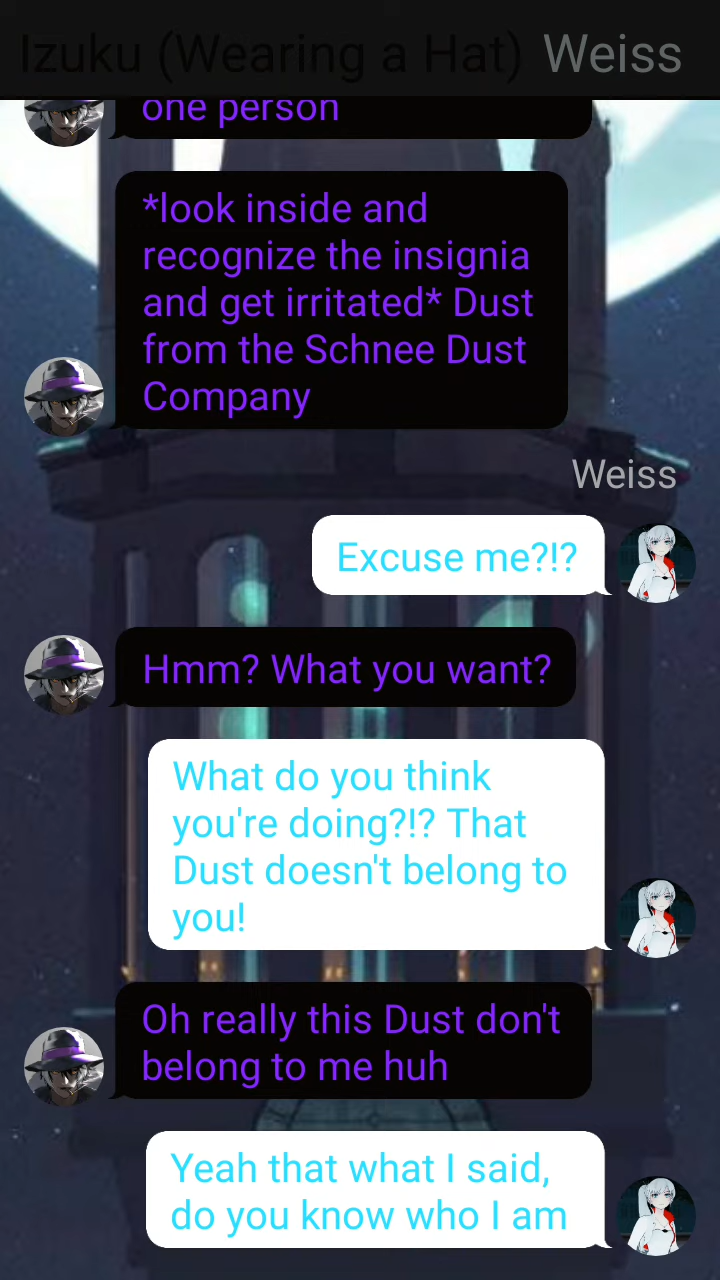 Izuku (Wearing a Hat) Weiss
one person
*look inside and
recognize the insignia
and get irritated* Dust
from the Schnee Dust
Company
Weiss
Excuse me?!?
Hmm? What you want?
What do you think
you're doing?!? That
Dust doesn't belong to
you!
Oh really this Dust don't
belong to me huh
Yeah that what I said,
do you know who I am